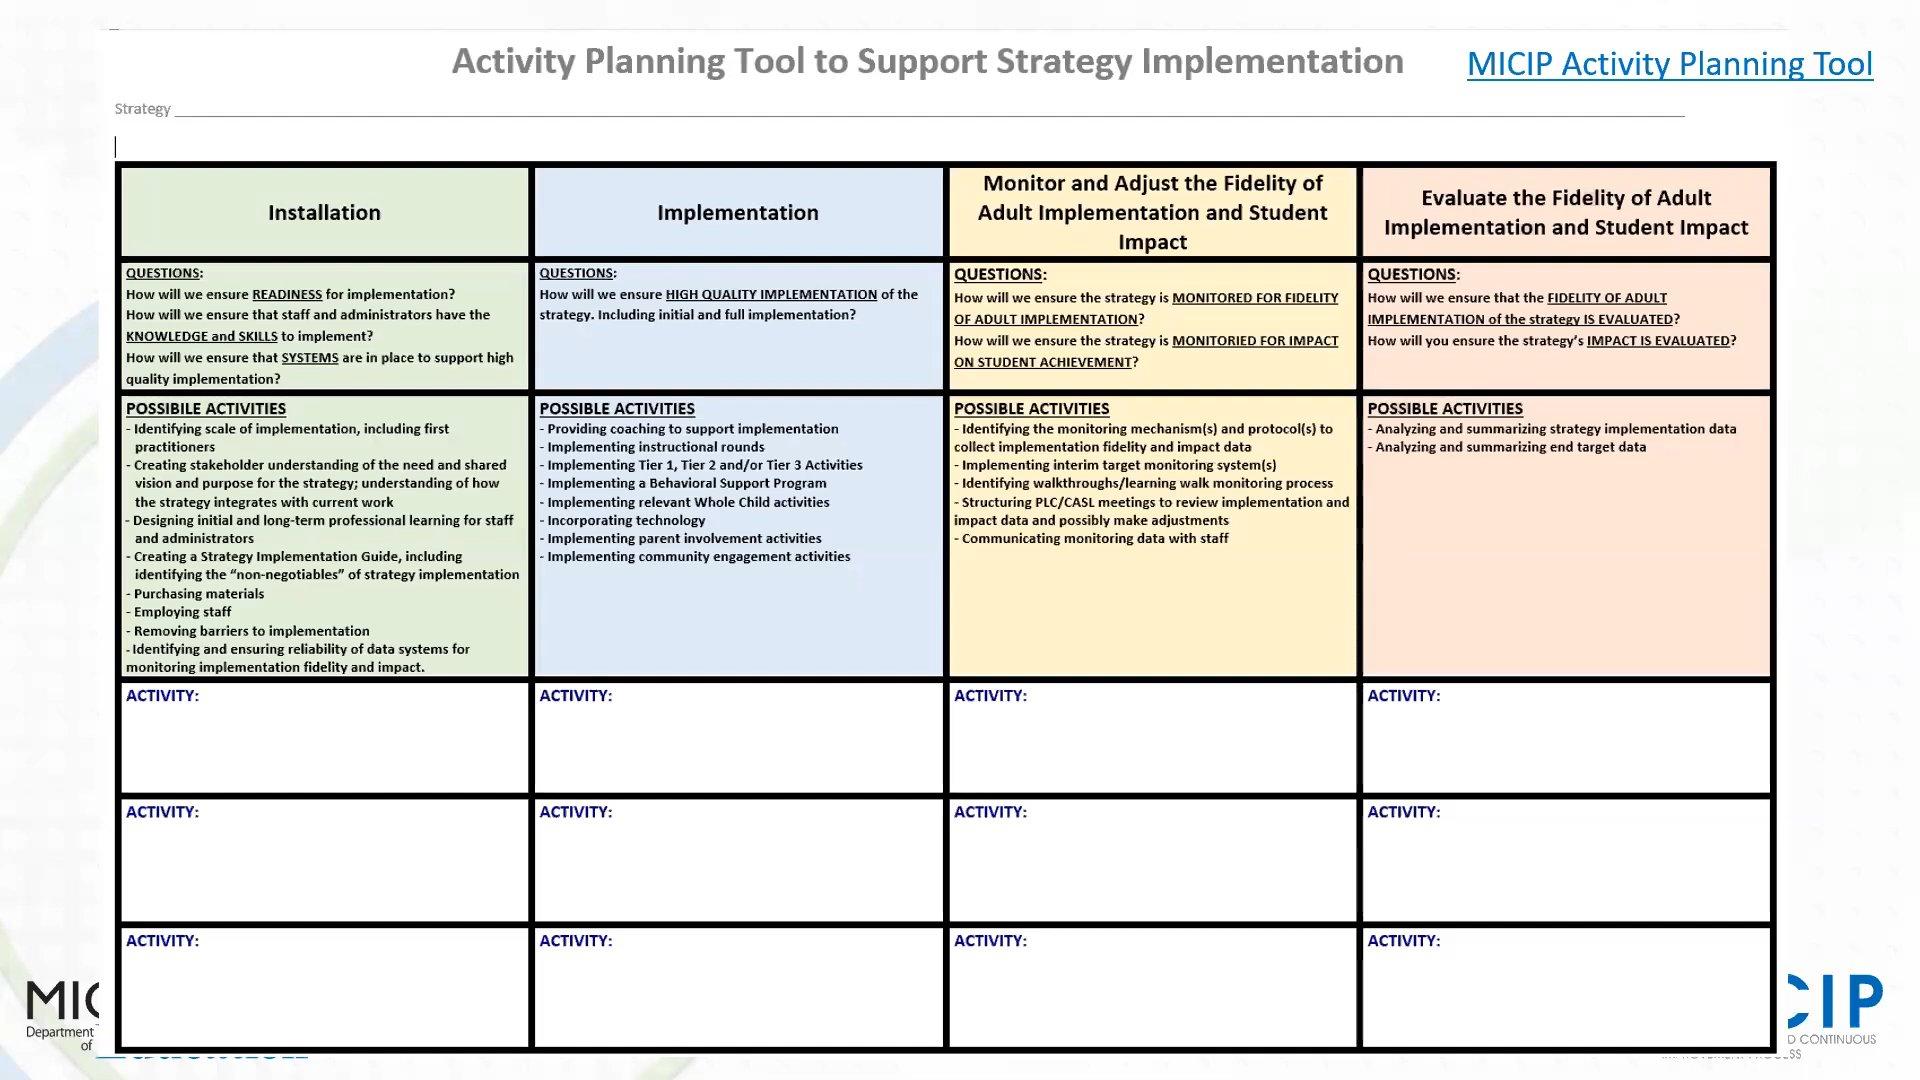 Activity Planning Tool to Support Strategy Implementation
MICIP Activity Planning Tool
Strategy
Installation
Implementation
Monitor and Adjust the Fidelity of
Adult Implementation and Student
Impact
Evaluate the Fidelity of Adult
Implementation and Student Impact
QUESTIONS:
How will we ensure READINESS for implementation?
How will we ensure that staff and administrators have the
KNOWLEDGE and SKILLS to implement?
How will we ensure that SYSTEMS are in place to support high
quality implementation?
QUESTIONS:
How will we ensure HIGH QUALITY IMPLEMENTATION of the
strategy. Including initial and full implementation?
QUESTIONS:
How will we ensure the strategy is MONITORED FOR FIDELITY
OF ADULT IMPLEMENTATION?
How will we ensure the strategy is MONITORIED FOR IMPACT
ON STUDENT ACHIEVEMENT?
QUESTIONS:
How will we ensure that the FIDELITY OF ADULT
IMPLEMENTATION of the strategy IS EVALUATED?
How will you ensure the strategy's IMPACT IS EVALUATED?
POSSIBILE ACTIVITIES
- Identifying scale of implementation, including first
practitioners
- Creating stakeholder understanding of the need and shared
vision and purpose for the strategy; understanding of how
the strategy integrates with current work
- Designing initial and long-term professional learning for staff
and administrators
- Creating a Strategy Implementation Guide, including
identifying the “non-negotiables” of strategy implementation
- Purchasing materials
- Employing staff
- Removing barriers to implementation
- Identifying and ensuring reliability of data systems for
monitoring implementation fidelity and impact.
POSSIBLE ACTIVITIES
- Providing coaching to support implementation
- Implementing instructional rounds
- Implementing Tier 1, Tier 2 and/or Tier 3 Activities
- Implementing a Behavioral Support Program
- Implementing relevant Whole Child activities
- Incorporating technology
- Implementing parent involvement activities
- Implementing community engagement activities
POSSIBLE ACTIVITIES
- Identifying the monitoring mechanism(s) and protocol(s) to
collect implementation fidelity and impact data
- Implementing interim target monitoring system(s)
- Identifying walkthroughs/learning walk monitoring process
- Structuring PLC/CASL meetings to review implementation and
impact data and possibly make adjustments
- Communicating monitoring data with staff
POSSIBLE ACTIVITIES
- Analyzing and summarizing strategy implementation data
- Analyzing and summarizing end target data
ACTIVITY:
ACTIVITY:
ACTIVITY:
ACTIVITY:
ACTIVITY:
ACTIVITY:
ACTIVITY:
ACTIVITY:
ACTIVITY:
ACTIVITY:
ACTIVITY:
ACTIVITY:
Department
of
CIP
CONTINUOUS